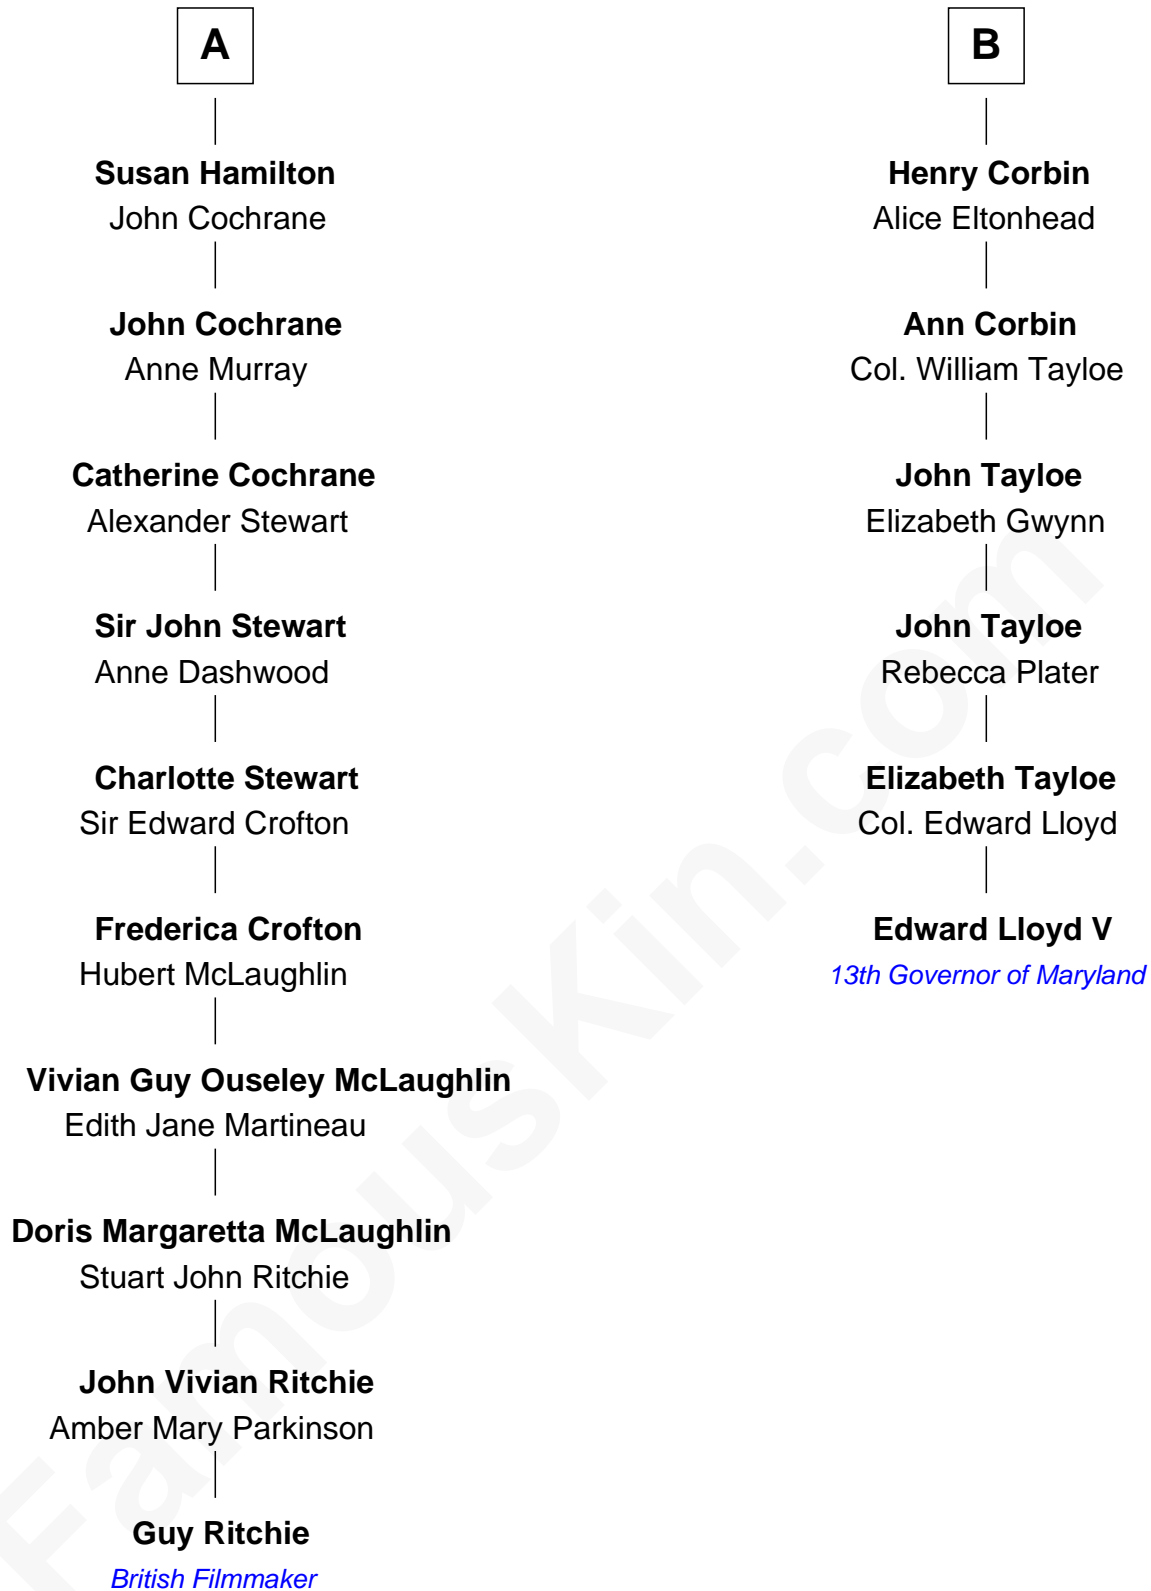 A
Susan Hamilton
John Cochrane
John Cochrane
Anne Murray
Catherine Cochrane
Alexander Stewart
Sir John Stewart
Anne Dashwood
Charlotte Stewart
Sir Edward Crofton
Frederica Crofton
Hubert McLaughlin
Vivian Guy Ouseley McLaughlin
Edith Jane Martineau
Doris Margaretta McLaughlin
Stuart John Ritchie
John Vivian Ritchie
Amber Mary Parkinson
Guy Ritchie
British Filmmaker
B
Henry Corbin
Alice Eltonhead
Ann Corbin
Col. William Tayloe
John Tayloe
Elizabeth Gwynn
John Tayloe
Rebecca Plater
Elizabeth Tayloe
Col. Edward Lloyd
Edward Lloyd V
13th Governor of Maryland
FamousKin.com